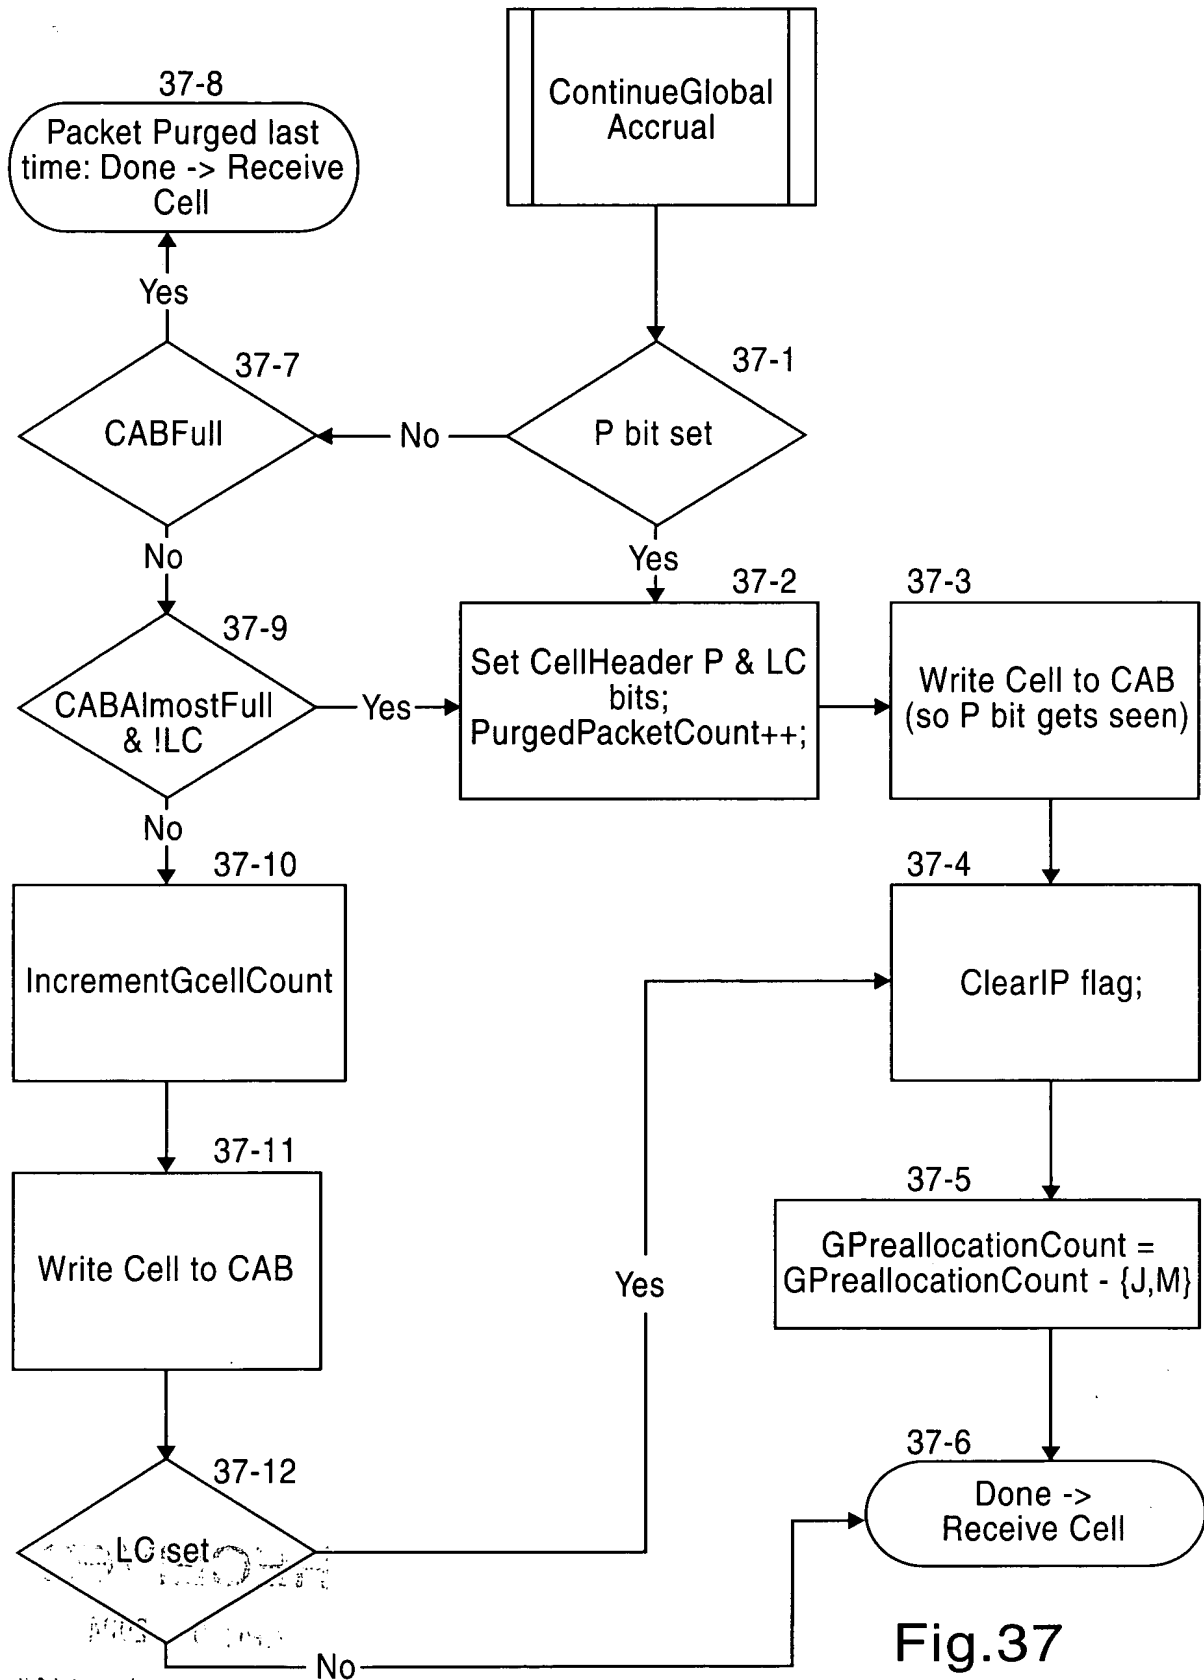 37-8
Packet Purged last
time: Done -> Receive
Cell
ContinueGlobal
Accrual
Yes
37-7
CABFull
No
37-1
P bit set
No
Yes
37-9
CABAlmostFull
& !LC
Yes
37-2
Set CellHeader P & LC
bits;
PurgedPacketCount++;
37-3
Write Cell to CAB
(so P bit gets seen)
No
37-10
IncrementGcellCount
37-4
ClearIP flag;
37-11
Write Cell to CAB
Yes
37-5
GPreallocationCount =
GPreallocationCount - {J,M}
37-12
LC set
37-6
Done ->
Receive Cell
No
Fig.37